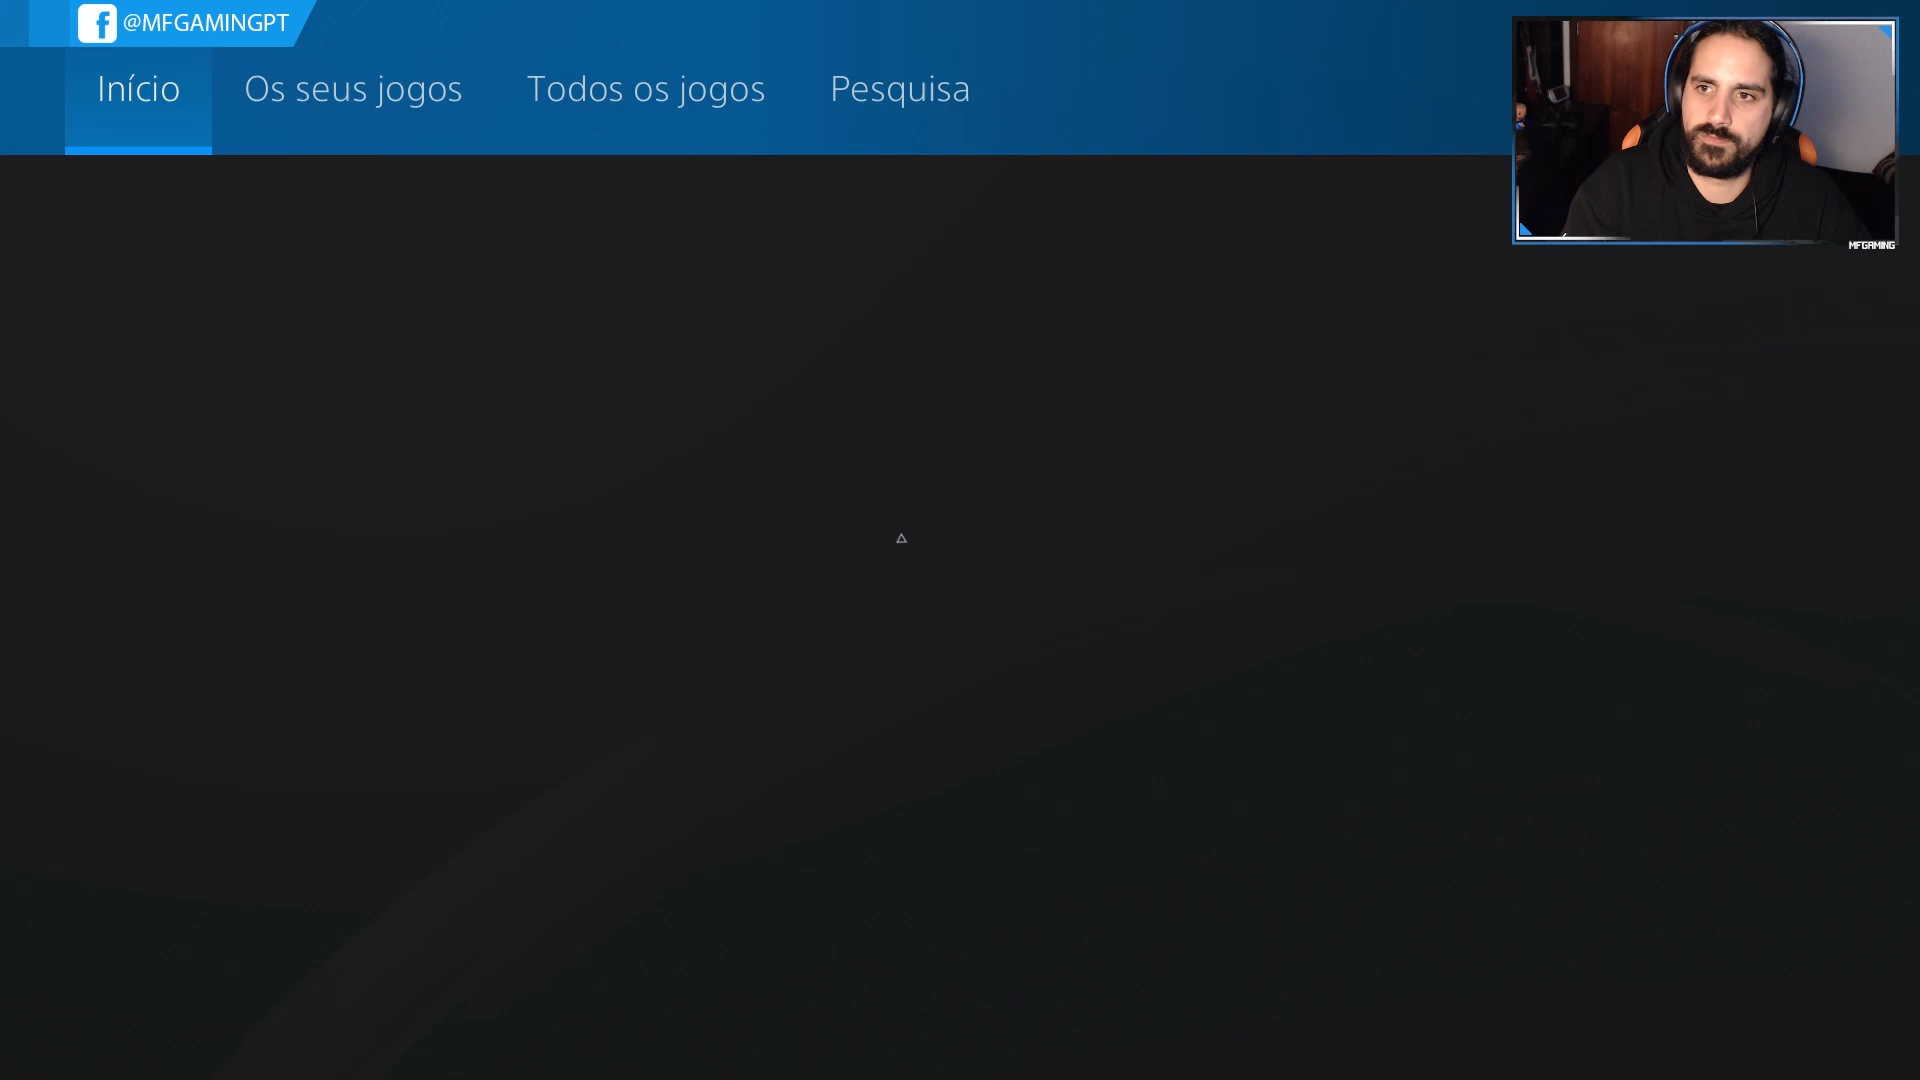 @MFGAMINGPT
Início
Os seus jogos
Todos os jogos
Pesquisa
MFGAMING